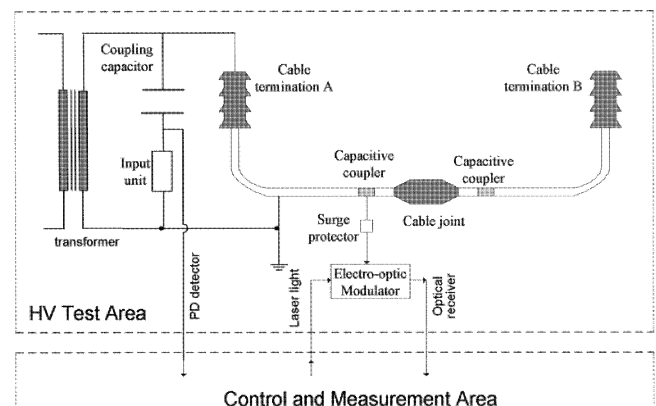 Coupling
capacitor
Cable
termination A
Cable
termination B
Input
unit
Capacitive
coupler
Capacitive
coupler
Surge
protector
Cable joint
transformer
Electro-optic
Modulator
PD detector
Laser light
Optical
receiver
HV Test Area
Control and Measurement Area